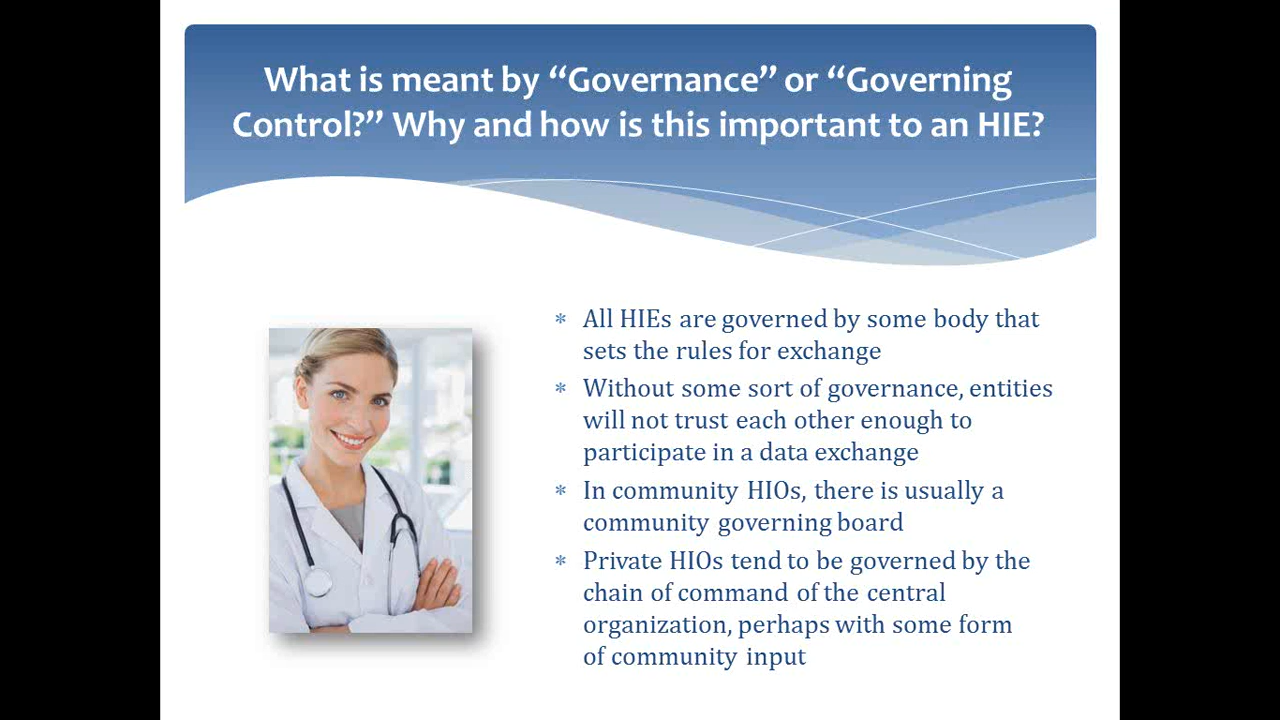 What is meant by “Governance” or “Governing
Control?” Why and how is this important to an HIE?
* All HIEs are governed by some body that
sets the rules for exchange
* Without some sort of governance, entities
will not trust each other enough to
participate in a data exchange
* In community HIOs, there is usually a
community governing board
* Private HIOs tend to be governed by the
chain of command of the central
organization, perhaps with some form
of community input